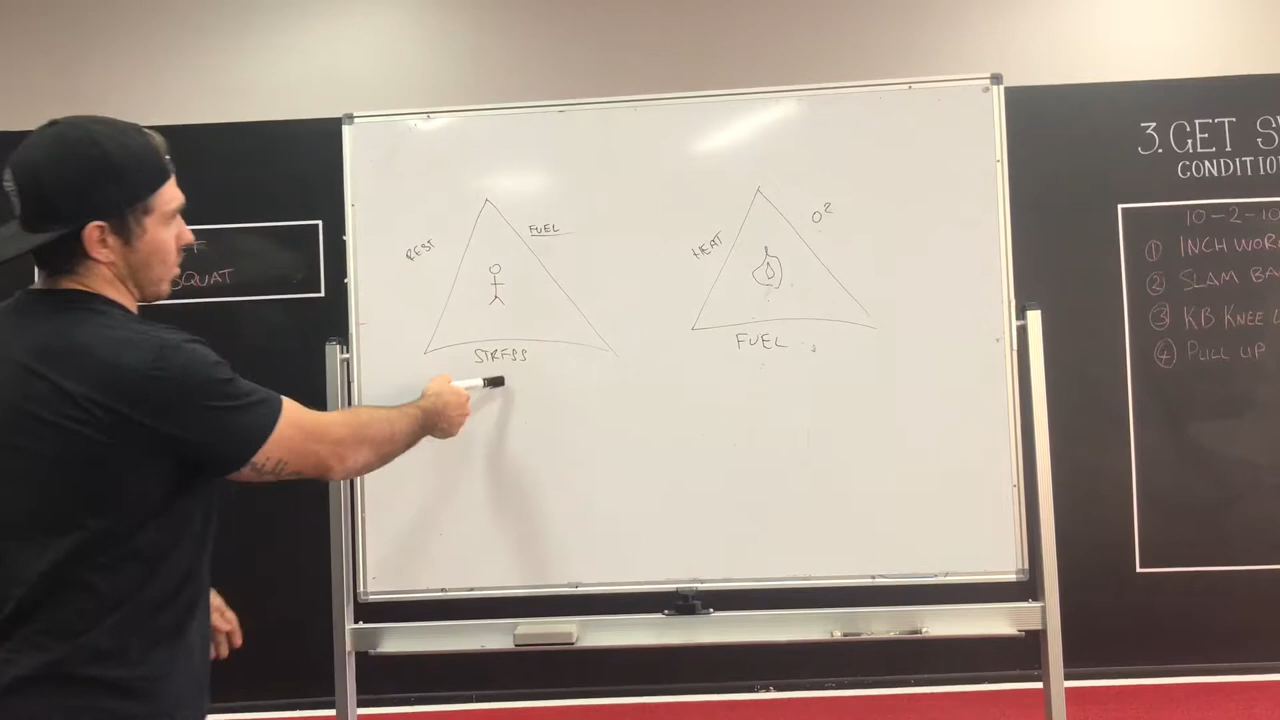 SQUAT
REST
FUEL
STRESS
HEAT
O²
FUEL
3. GET
CONDITIO
10-2-10
① INCH WOR
② SLAM BA
③ KB KNEE
④ PULL UP